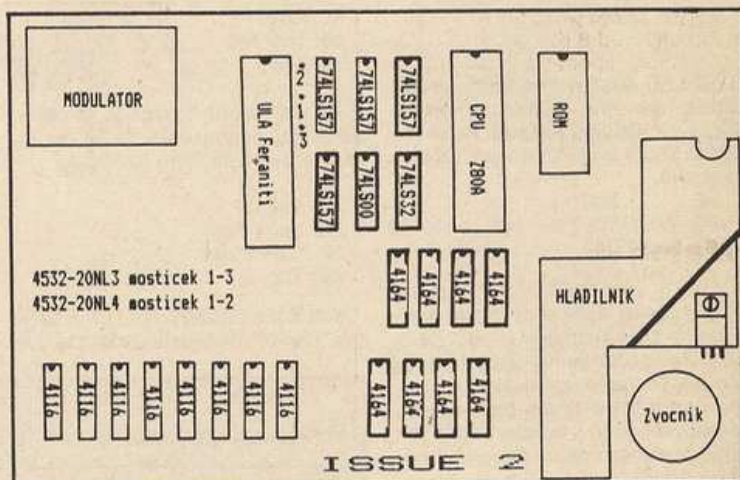 MODULATOR
ULA Feraniti
.2
.1
.3
74LS157
74LS157
74LS157
74LS157
74LS00
74LS32
CPU Z80A
ROM
4532-20NL3 mosticek 1-3
4532-20NL4 mosticek 1-2
4164
4164
4164
4164
HLADILNIK
4116
4116
4116
4116
4116
4116
4116
4116
4164
4164
4164
4164
Zvocnik
ISSUE 2